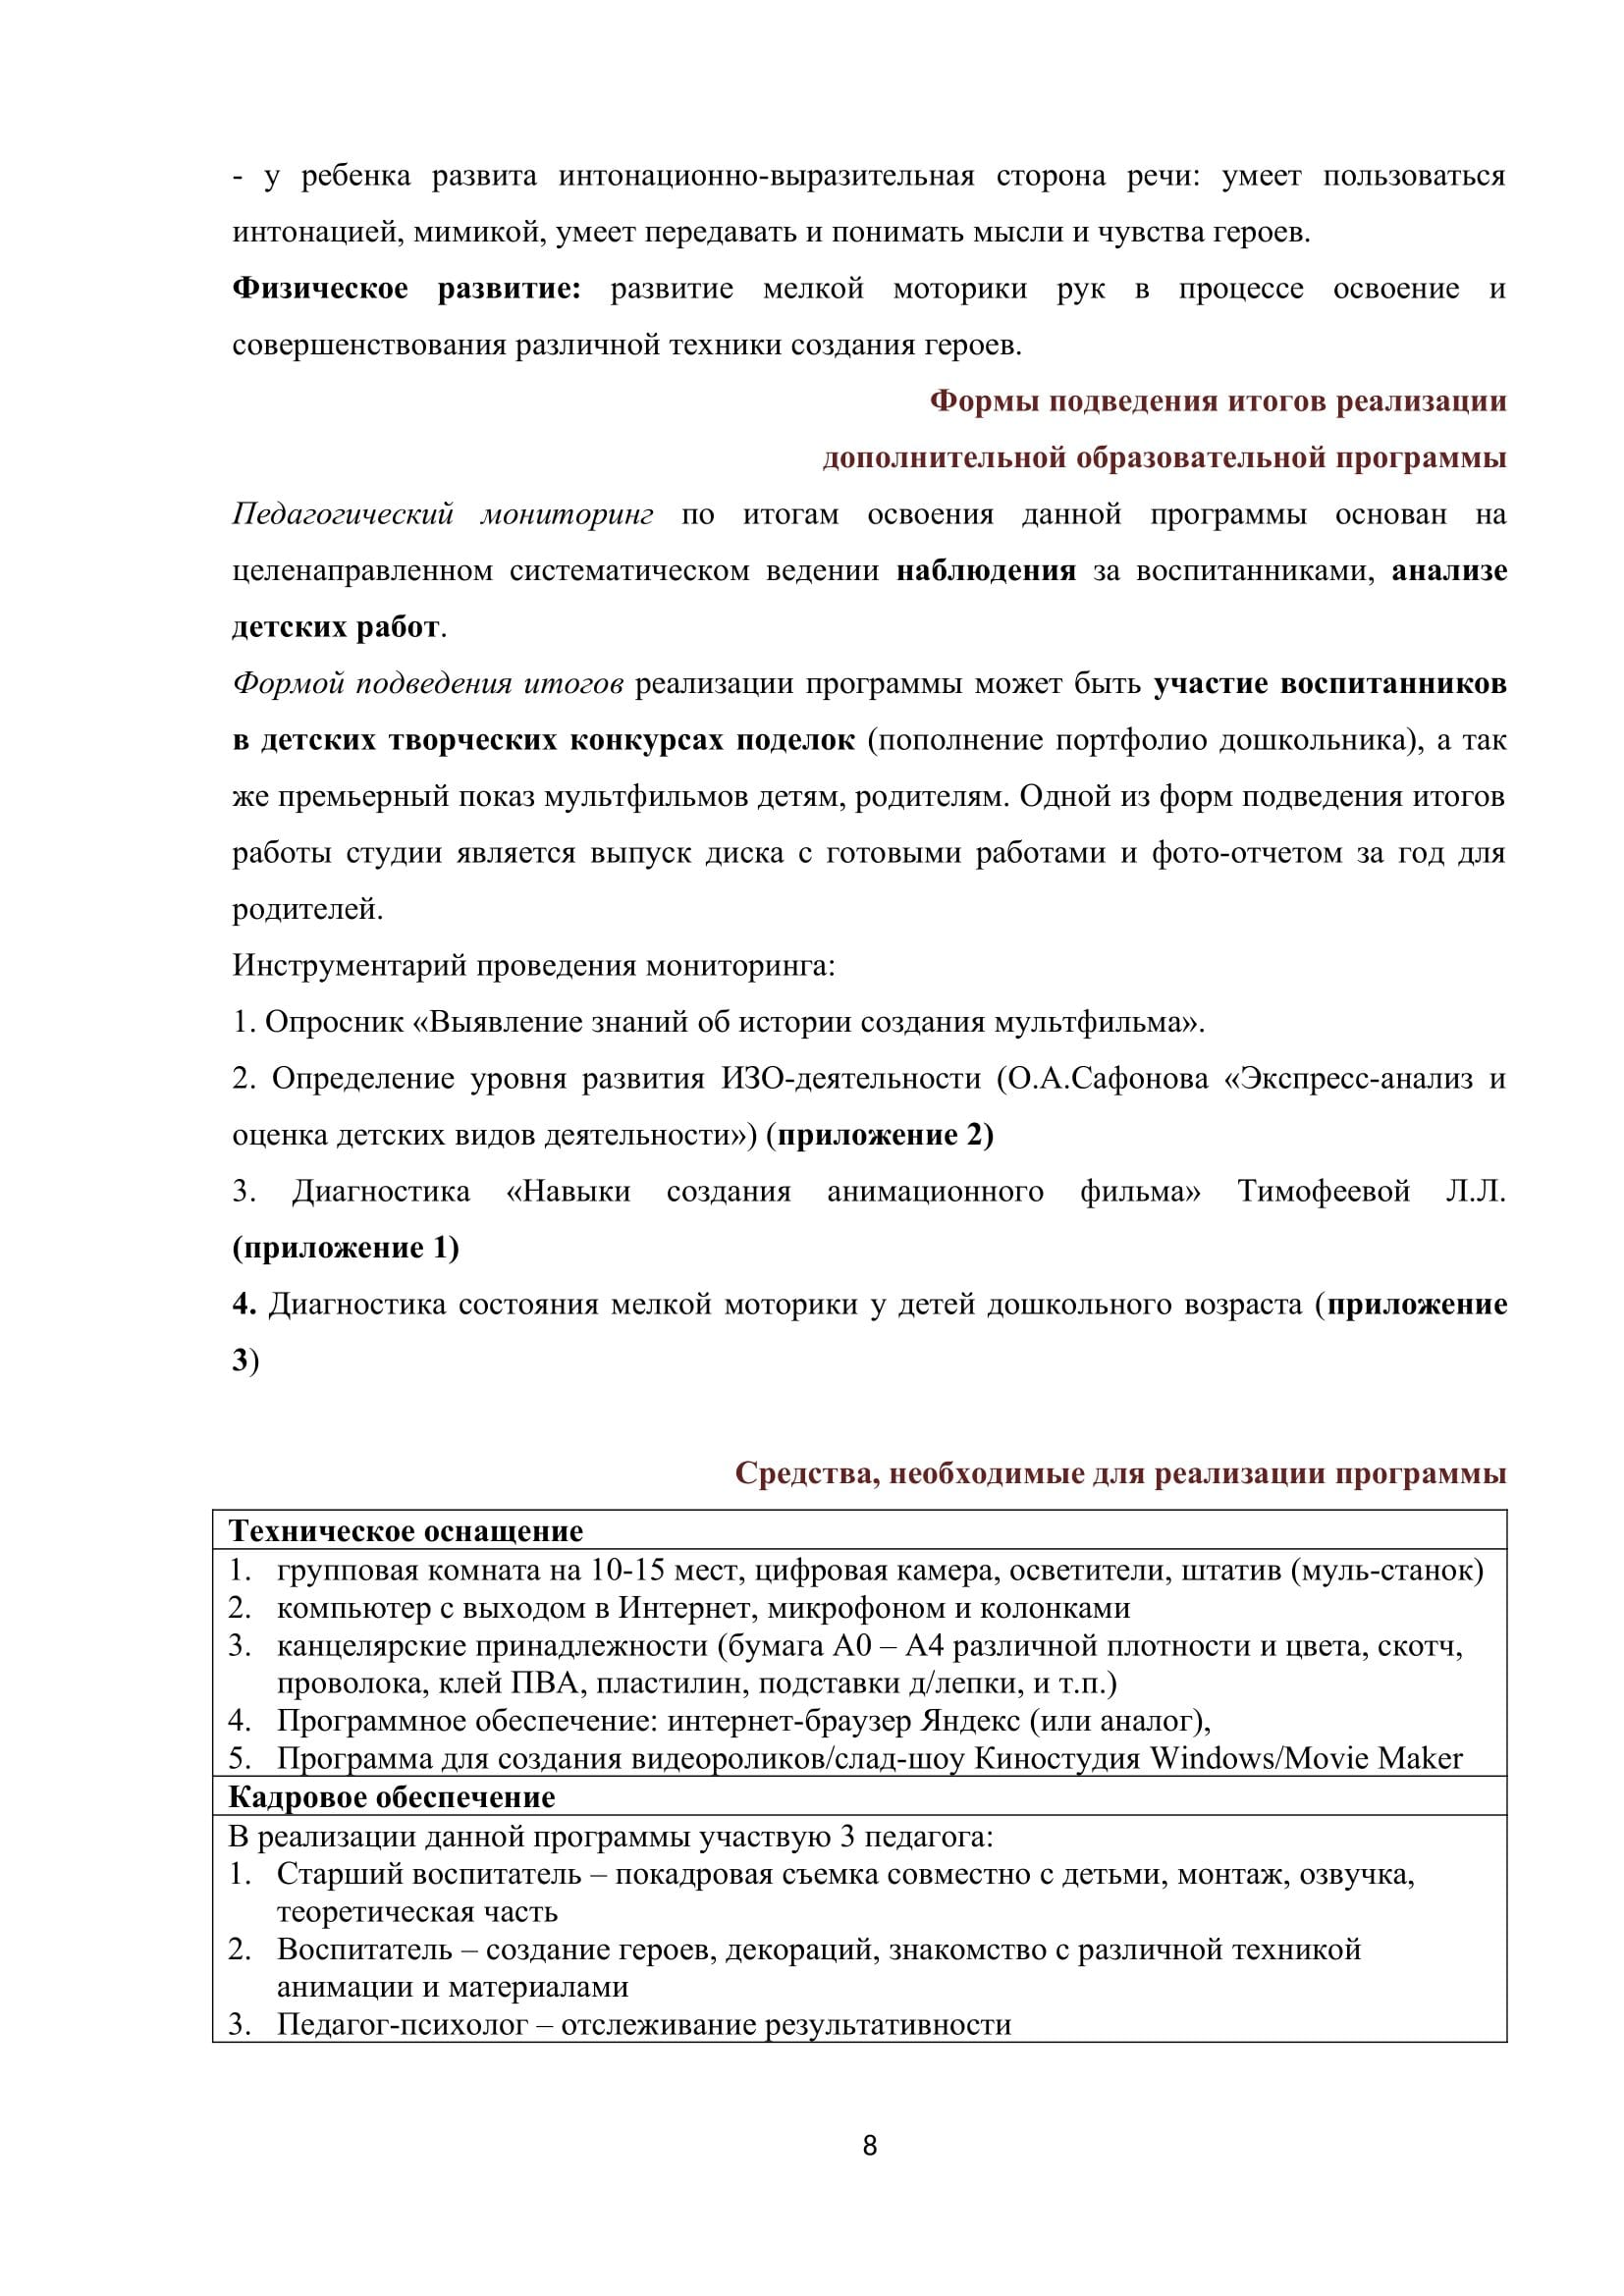 - у ребенка развита интонационно-выразительная сторона речи: умеет пользоваться
интонацией, мимикой, умеет передавать и понимать мысли и чувства героев.
Физическое развитие: развитие мелкой моторики рук в процессе освоение и
совершенствования различной техники создания героев.
Формы подведения итогов реализации
дополнительной образовательной программы
Педагогический мониторинг по итогам освоения данной программы основан на
целенаправленном систематическом ведении наблюдения за воспитанниками, анализе
детских работ.
Формой подведения итогов реализации программы может быть участие воспитанников
в детских творческих конкурсах поделок (пополнение портфолио дошкольника), а так
же премьерный показ мультфильмов детям, родителям. Одной из форм подведения итогов
работы студии является выпуск диска с готовыми работами и фото-отчетом за год для
родителей.
Инструментарий проведения мониторинга:
1. Опросник «Выявление знаний об истории создания мультфильма».
2. Определение уровня развития ИЗО-деятельности (О.А.Сафонова «Экспресс-анализ и
оценка детских видов деятельности») (приложение 2)
3. Диагностика «Навыки создания анимационного фильма» Тимофеевой Л.Л.
(приложение 1)
4. Диагностика состояния мелкой моторики у детей дошкольного возраста (приложение
3)
Средства, необходимые для реализации программы
Техническое оснащение
1. групповая комната на 10-15 мест, цифровая камера, осветители, штатив (муль-станок)
2. компьютер с выходом в Интернет, микрофоном и колонками
3. канцелярские принадлежности (бумага А0 – А4 различной плотности и цвета, скотч,
проволока, клей ПВА, пластилин, подставки д/лепки, и т.п.)
4. Программное обеспечение: интернет-браузер Яндекс (или аналог),
5. Программа для создания видеороликов/слад-шоу Киностудия Windows/Movie Maker
Кадровое обеспечение
В реализации данной программы участвую 3 педагога:
1. Старший воспитатель – покадровая съемка совместно с детьми, монтаж, озвучка,
теоретическая часть
2. Воспитатель – создание героев, декораций, знакомство с различной техникой
анимации и материалами
3. Педагог-психолог – отслеживание результативности
8